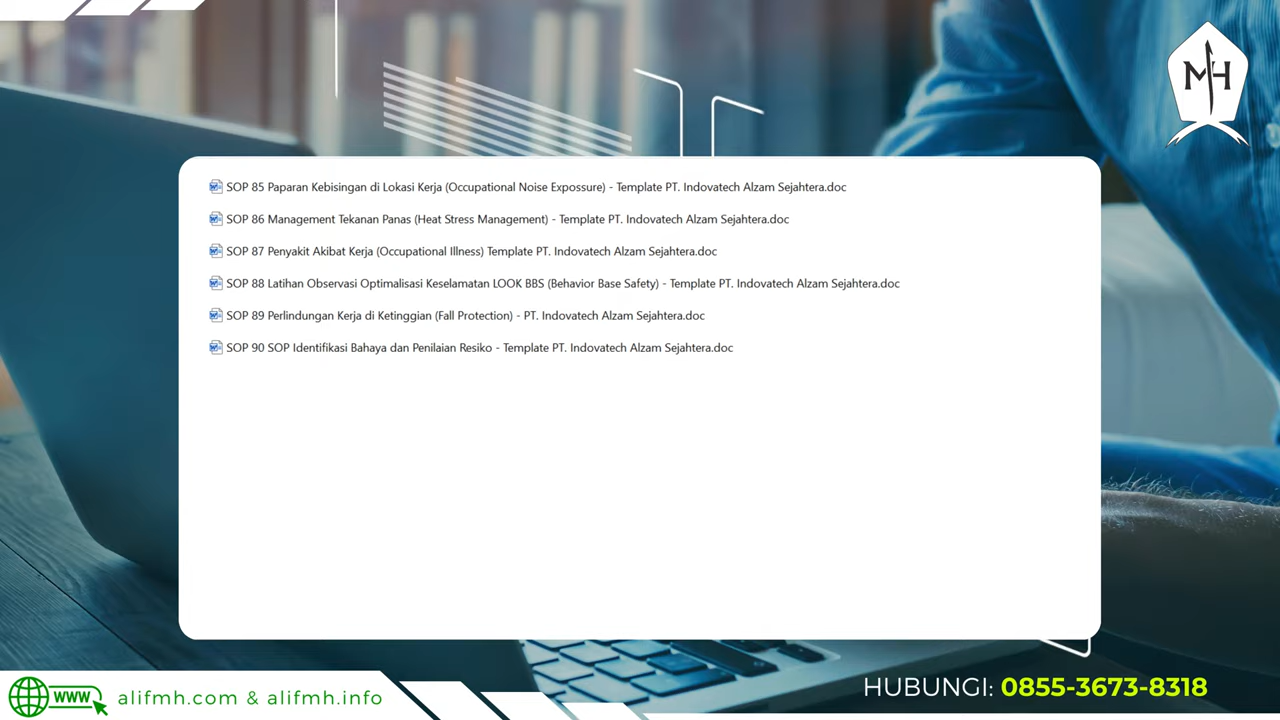 MH
SOP 85 Paparan Kebisingan di Lokasi Kerja (Occupational Noise Expossure) - Template PT. Indovatech Alzam Sejahtera.doc
SOP 86 Management Tekanan Panas (Heat Stress Management) - Template PT. Indovatech Alzam Sejahtera.doc
SOP 87 Penyakit Akibat Kerja (Occupational Illness) Template PT. Indovatech Alzam Sejahtera.doc
SOP 88 Latihan Observasi Optimalisasi Keselamatan LOOK BBS (Behavior Base Safety) - Template PT. Indovatech Alzam Sejahtera.doc
SOP 89 Perlindungan Kerja di Ketinggian (Fall Protection) - PT. Indovatech Alzam Sejahtera.doc
SOP 90 SOP Identifikasi Bahaya dan Penilaian Resiko - Template PT. Indovatech Alzam Sejahtera.doc
WWW alifmh.com & alifmh.info
HUBUNGI: 0855-3673-8318